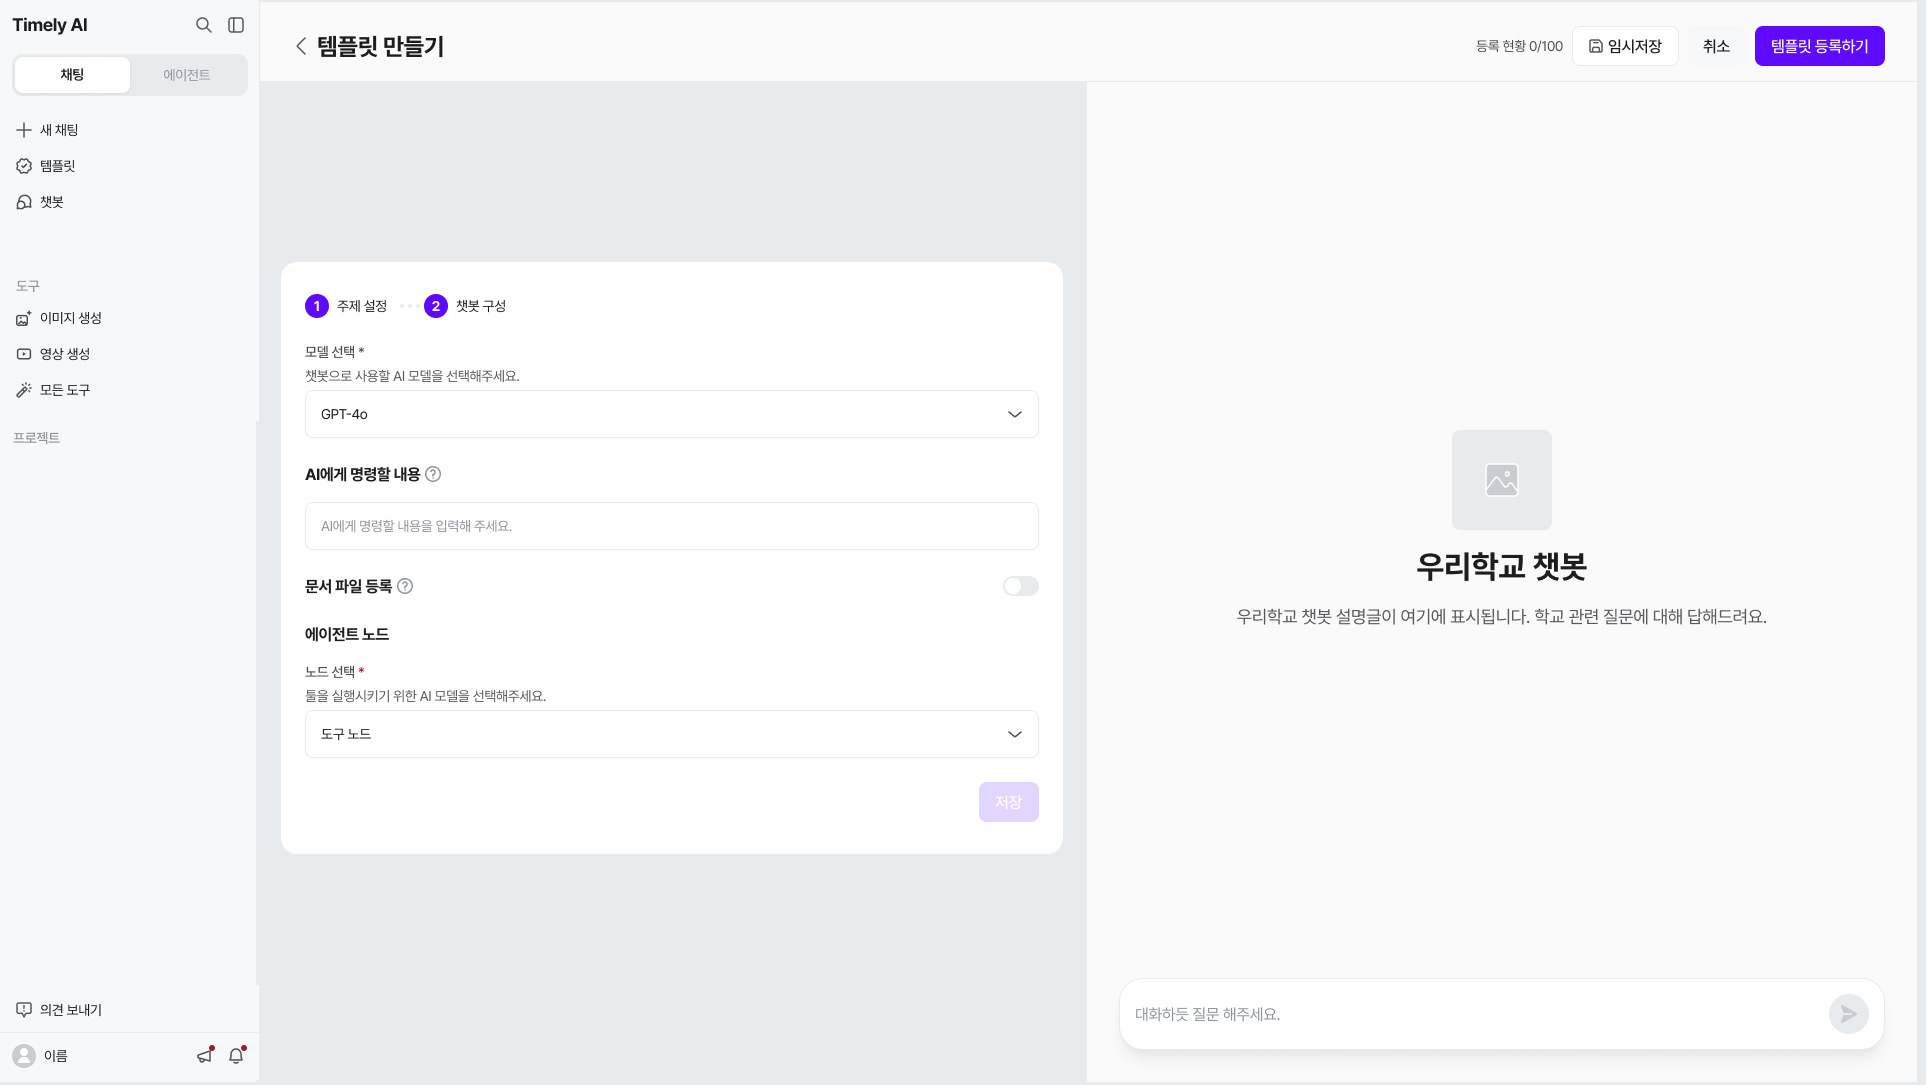 Timely AI
채팅
에이전트
새 채팅
템플릿
챗봇
도구
이미지 생성
영상 생성
모든 도구
프로젝트
의견 보내기
이름
템플릿 만들기
등록 현황 0/100
임시저장
취소
템플릿 등록하기
1 주제 설정
2 챗봇 구성
모델 선택 *
챗봇으로 사용할 AI 모델을 선택해주세요.
GPT-4o
AI에게 명령할 내용 ?
AI에게 명령할 내용을 입력해 주세요.
문서 파일 등록 ?
에이전트 노드
노드 선택 *
툴을 실행시키기 위한 AI 모델을 선택해주세요.
도구 노드
저장
우리학교 챗봇
우리학교 챗봇 설명글이 여기에 표시됩니다. 학교 관련 질문에 대해 답해드려요.
대화하듯 질문 해주세요.